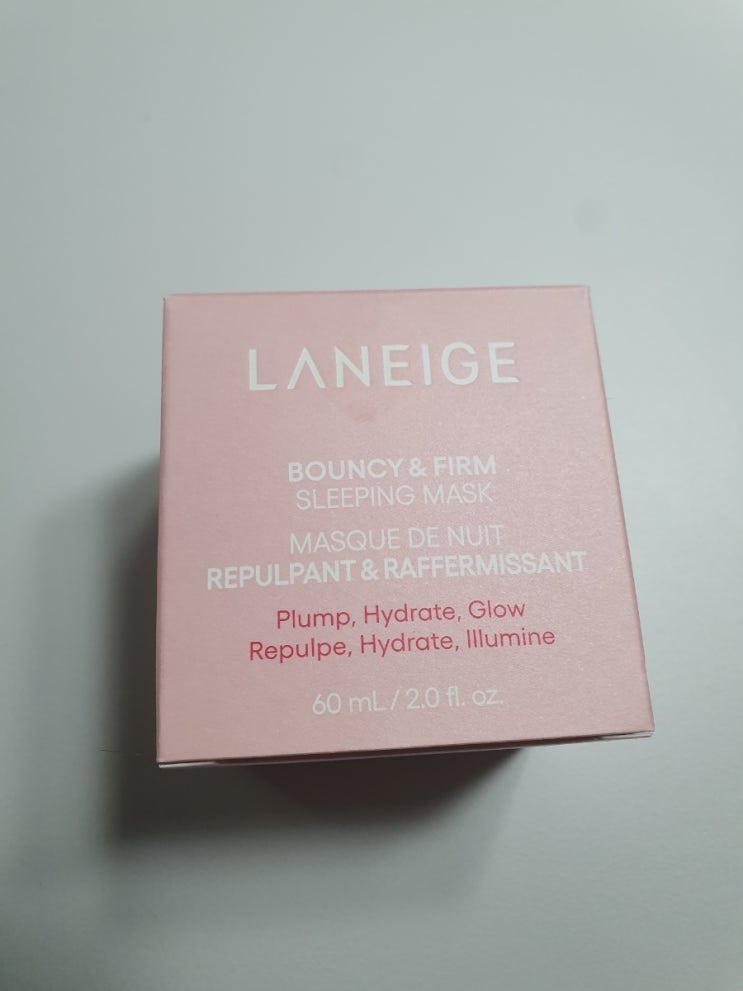 LANEIGE
BOUNCY & FIRM
SLEEPING MASK
MASQUE DE NUIT
REPULPANT & RAFFERMISSANT
Plump, Hydrate, Glow
Repulpe, Hydrate, Illumine
60 mL / 2.0 fl. oz.